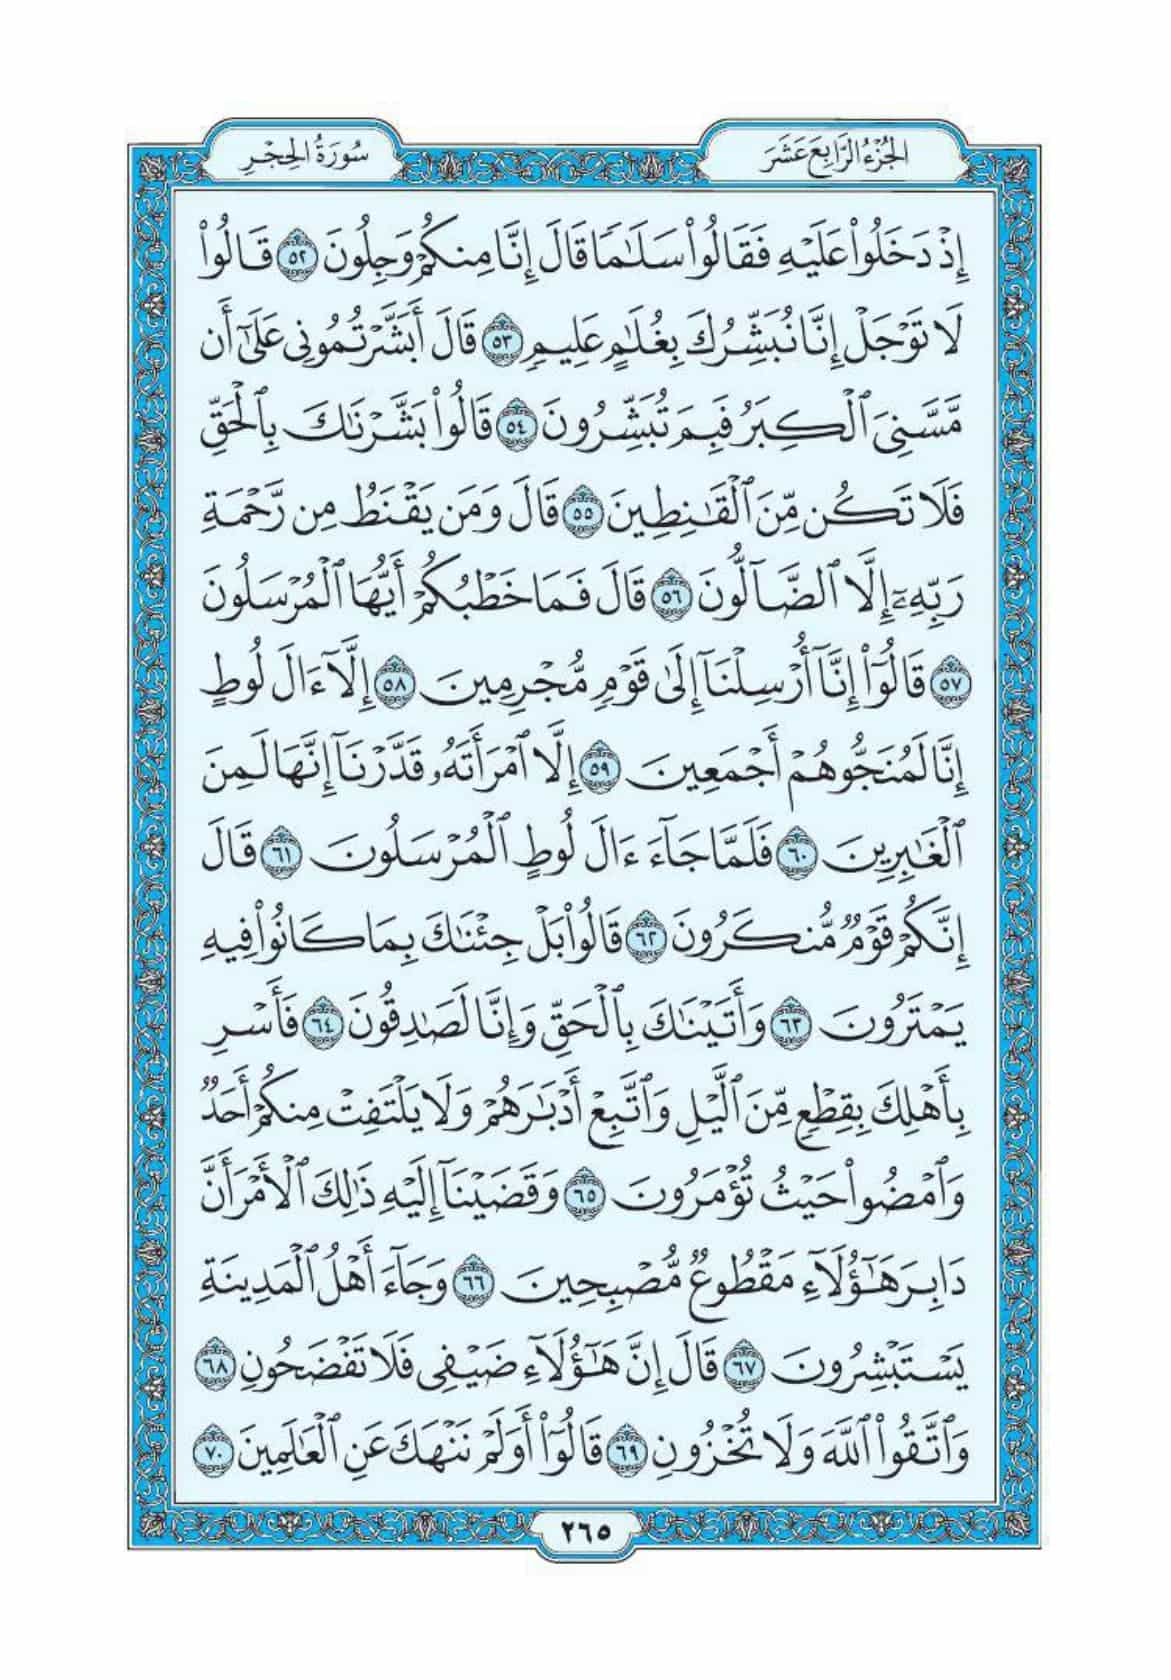 الجُزْءُ الرَّابِعَ عَشَرَ
سُورَةُ الحِجْرِ
إِذْ دَخَلُوا۟ عَلَيْهِ فَقَالُوا۟ سَلَـٰمًا قَالَ إِنَّا مِنكُمْ وَجِلُونَ ٥٢ قَالُوا۟
لَا تَوْجَلْ إِنَّا نُبَشِّرُكَ بِغُلَـٰمٍ عَلِيمٍ ٥٣ قَالَ أَبَشَّرْتُمُونِى عَلَىٰٓ أَن
مَّسَّنِىَ ٱلْكِبَرُ فَبِمَ تُبَشِّرُونَ ٥٤ قَالُوا۟ بَشَّرْنَـٰكَ بِٱلْحَقِّ
فَلَا تَكُن مِّنَ ٱلْقَـٰنِطِينَ ٥٥ قَالَ وَمَن يَقْنَطُ مِن رَّحْمَةِ
رَبِّهِۦٓ إِلَّا ٱلضَّآلُّونَ ٥٦ قَالَ فَمَا خَطْبُكُمْ أَيُّهَا ٱلْمُرْسَلُونَ
٥٧ قَالُوٓا۟ إِنَّآ أُرْسِلْنَآ إِلَىٰ قَوْمٍ مُّجْرِمِينَ ٥٨ إِلَّآ ءَالَ لُوطٍ
إِنَّا لَمُنَجُّوهُمْ أَجْمَعِينَ ٥٩ إِلَّا ٱمْرَأَتَهُۥ قَدَّرْنَآ إِنَّهَا لَمِنَ
ٱلْغَـٰبِرِينَ ٦٠ فَلَمَّا جَآءَ ءَالَ لُوطٍ ٱلْمُرْسَلُونَ ٦١ قَالَ
إِنَّكُمْ قَوْمٌ مُّنكَرُونَ ٦٢ قَالُوا۟ بَلْ جِئْنَـٰكَ بِمَا كَانُوا۟ فِيهِ
يَمْتَرُونَ ٦٣ وَأَتَيْنَـٰكَ بِٱلْحَقِّ وَإِنَّا لَصَـٰدِقُونَ ٦٤ فَأَسْرِ
بِأَهْلِكَ بِقِطْعٍ مِّنَ ٱلَّيْلِ وَٱتَّبِعْ أَدْبَـٰرَهُمْ وَلَا يَلْتَفِتْ مِنكُمْ أَحَدٌ
وَٱمْضُوا۟ حَيْثُ تُؤْمَرُونَ ٦٥ وَقَضَيْنَآ إِلَيْهِ ذَٰلِكَ ٱلْأَمْرَ أَنَّ
دَابِرَ هَـٰٓؤُلَآءِ مَقْطُوعٌ مُّصْبِحِينَ ٦٦ وَجَآءَ أَهْلُ ٱلْمَدِينَةِ
يَسْتَبْشِرُونَ ٦٧ قَالَ إِنَّ هَـٰٓؤُلَآءِ ضَيْفِى فَلَا تَفْضَحُونِ ٦٨
وَٱتَّقُوا۟ ٱللَّهَ وَلَا تُخْزُونِ ٦٩ قَالُوٓا۟ أَوَلَمْ نَنْهَكَ عَنِ ٱلْعَـٰلَمِينَ ٧٠
٢٦٥